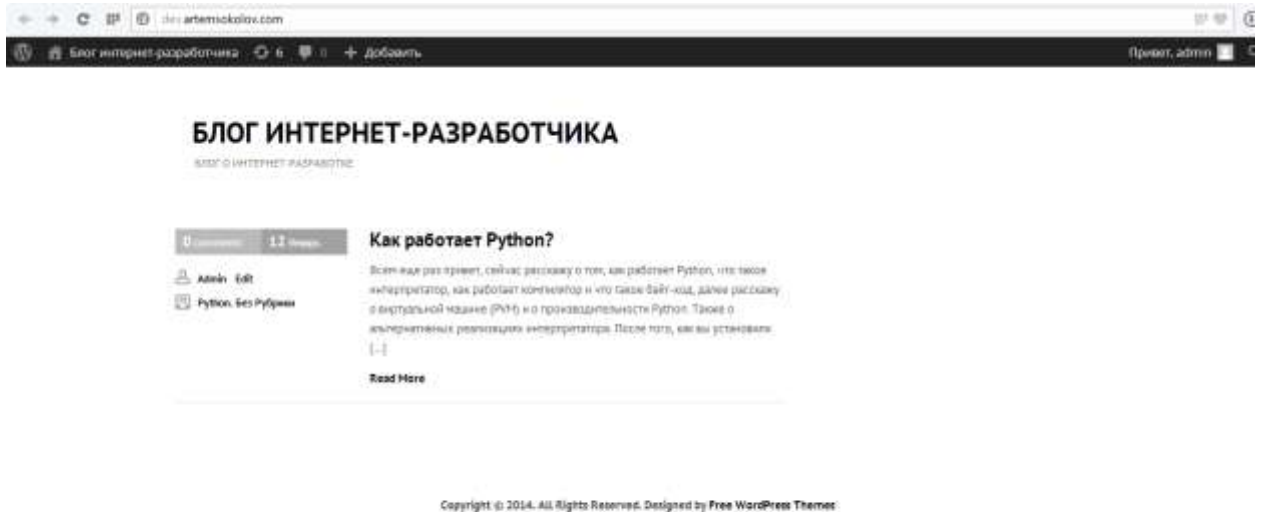 dev.artemsokolov.com
Блог интернет-разработчика 6 0 + Добавить Привет, admin
БЛОГ ИНТЕРНЕТ-РАЗРАБОТЧИКА
БЛОГ О ИНТЕРНЕТ-РАЗРАБОТКЕ
0 12 Январь
Как работает Python?
Admin Edit
Python, Без Рубрики
Всем еще раз привет, сейчас расскажу о том, как работает Python, что такое
интерпретатор, как работает компилятор и что такое байт-код, далее расскажу
о виртуальной машине (PVM) и о производительности Python. Также о
альтернативных реализациях интерпретатора. После того, как вы установили
[...]
Read More
Copyright © 2014. All Rights Reserved. Designed by Free WordPress Themes